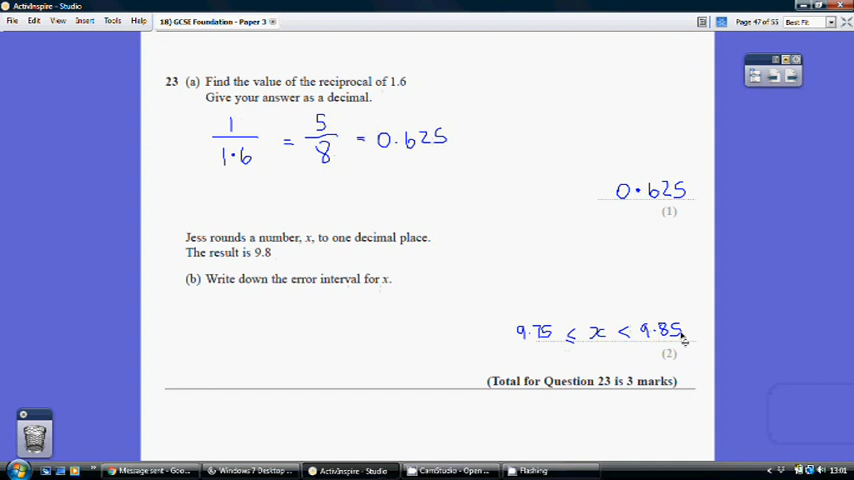 ActivInspire - Studio
File Edit View Insert Tools Help
18) GCSE Foundation - Paper 3
Page 47 of 55
Best Fit
23 (a) Find the value of the reciprocal of 1.6
Give your answer as a decimal.
1/1·6 = 5/8 = 0.625
0·625
(1)
Jess rounds a number, x, to one decimal place.
The result is 9.8
(b) Write down the error interval for x.
9.75 ≤ x < 9.85
(2)
(Total for Question 23 is 3 marks)
Message sent - Goo...
Windows 7 Desktop ...
ActivInspire - Studio
CamStudio - Open ...
Flashing
13:01